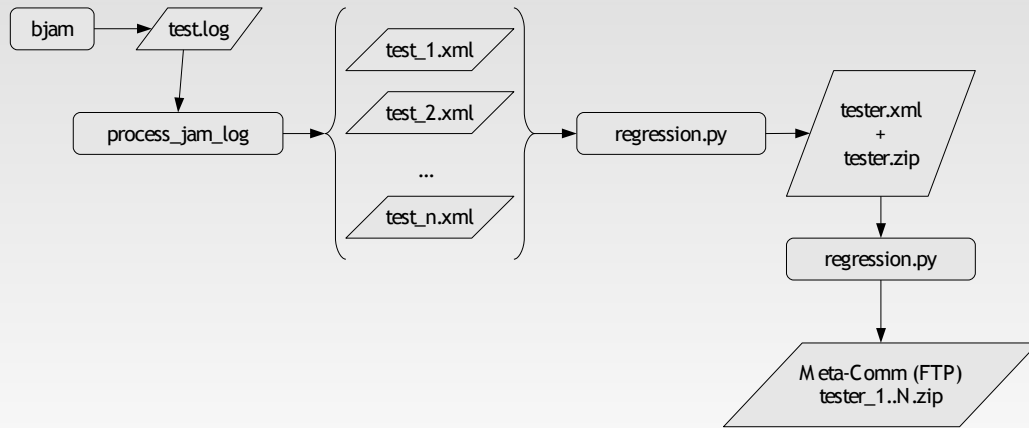 bjam
test.log
process_jam_log
test_1.xml
test_2.xml
...
test_n.xml
regression.py
tester.xml
+
tester.zip
regression.py
Meta-Comm (FTP)
tester_1..N.zip